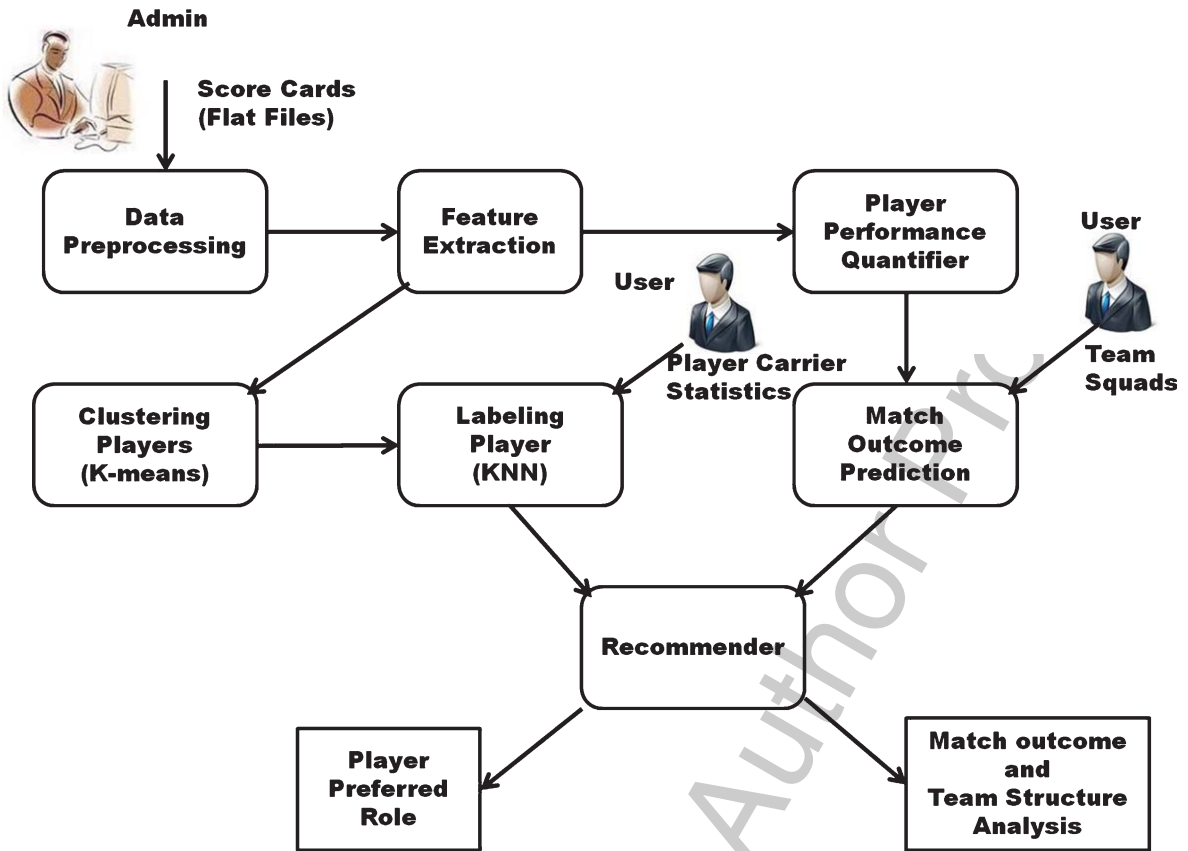 Admin
Score Cards
(Flat Files)
Data
Preprocessing
Feature
Extraction
Player
Performance
Quantifier
User
User
Player Carrier
Statistics
Team
Squads
Clustering
Players
(K-means)
Labeling
Player
(KNN)
Match
Outcome
Prediction
Recommender
Player
Preferred
Role
Match outcome
and
Team Structure
Analysis
Author Pro